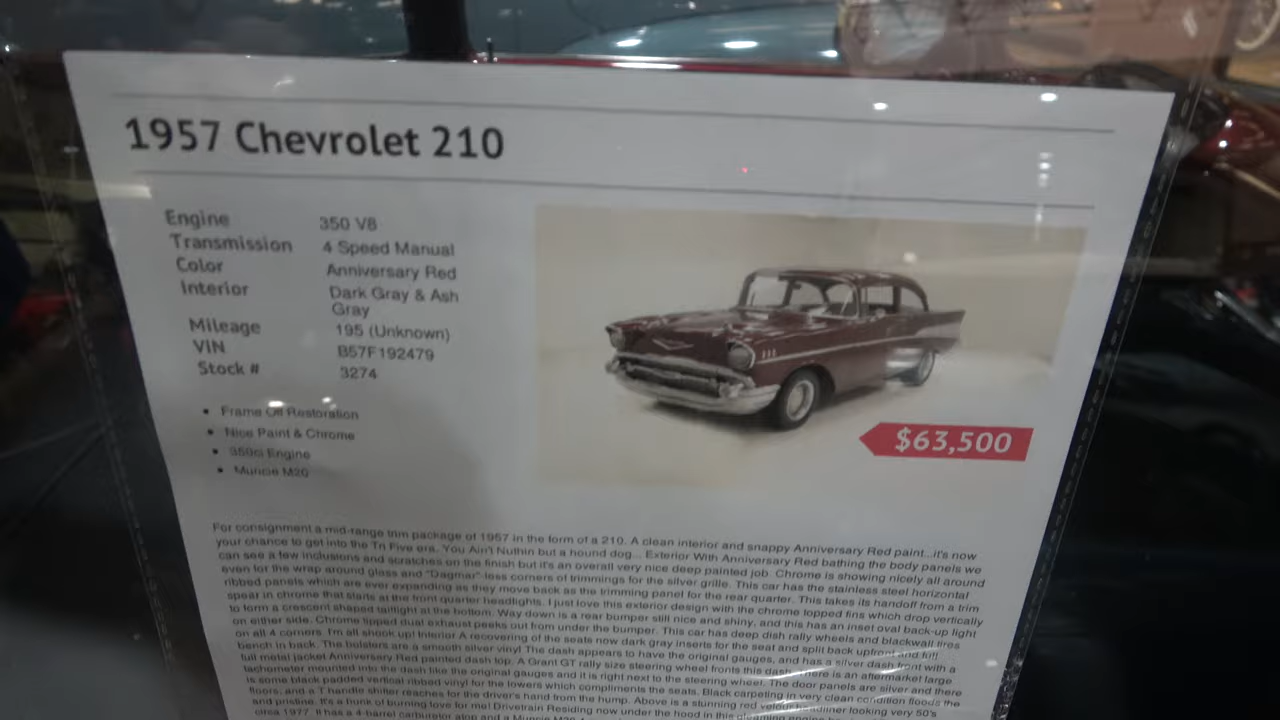 1957 Chevrolet 210
Engine 350 V8
Transmission 4 Speed Manual
Color Anniversary Red
Interior Dark Gray & Ash
Gray
Mileage 195 (Unknown)
VIN B57F192479
Stock # 3274
• Frame Off Restoration
• Nice Paint & Chrome
• 350ci Engine
• Muncie M20
$63,500
For consignment a mid-range trim package of 1957 in the form of a 210. A clean interior and snappy Anniversary Red paint...it's now
your chance to get into the Tri Five era. You Ain't Nuthin but a hound dog... Exterior With Anniversary Red bathing the body panels we
can see a few inclusions and scratches on the finish but it's an overall very nice deep painted job. Chrome is showing nicely all around
even for the wrap around glass and "Dagmar"-less corners of trimmings for the silver grille. This car has the stainless steel horizontal
ribbed panels which are ever expanding as they move back as the trimming panel for the rear quarter. This takes its handoff from a trim
spear in chrome that starts at the front quarter headlights. I just love this exterior design with the chrome topped fins which drop vertically
to form a crescent shaped taillight at the bottom. Way down is a rear bumper still nice and shiny, and this has an inset oval back-up light
on either side. Chrome tipped dual exhaust peeks out from under the bumper. This car has deep dish rally wheels and blackwall tires
on all 4 corners. I'm all shook up! Interior A recovering of the seats now dark gray inserts for the seat and split back upfront and full
bench in back. The bolsters are a smooth silver vinyl The dash appears to have the original gauges, and has a silver dash front with a
full metal jacket Anniversary Red painted dash top. A Grant GT rally size steering wheel fronts this dash. There is an aftermarket large
tachometer mounted into the dash like the original gauges and it is right next to the steering wheel. The door panels are silver and there
is some black padded vertical ribbed vinyl for the lowers which compliments the seats. Black carpeting in very clean condition floods the
floors, and a T handle shifter reaches for the driver's hand from the hump. Above is a stunning red velour headliner looking very 50's
and pristine. It's a hunk of burning love for me! Drivetrain Residing now under the hood in this gleaming engine
circa 1977. It has a 4-barrel carburetor atop and a Muncie M20